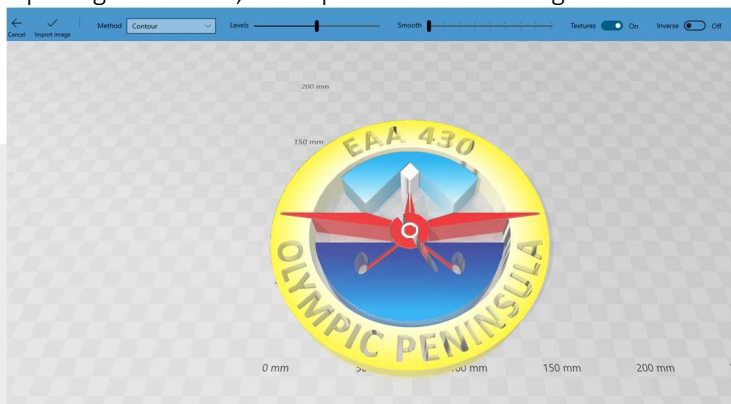 Cancel
Import image
Method
Contour
Levels
Smooth
Textures
On
Inverse
Off
200 mm
150 mm
EAA 430
OLYMPIC PENINSULA
0 mm
150 mm
200 mm